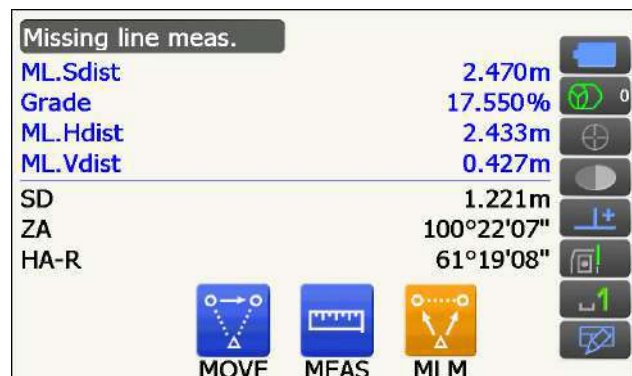 Missing line meas.
ML.Sdist 2.470m
Grade 17.550%
ML.Hdist 2.433m
ML.Vdist 0.427m
SD 1.221m
ZA 100°22'07"
HA-R 61°19'08"
0
1
MOVE MEAS MLM